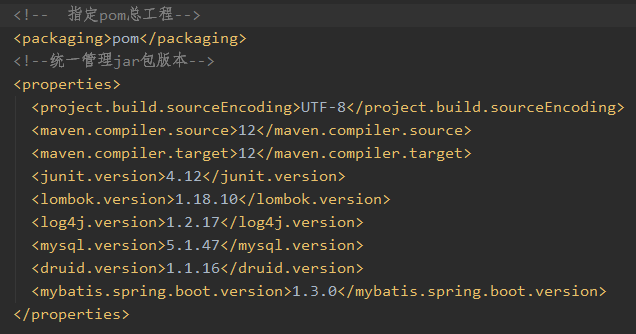 <!--  指定pom总工程-->
<packaging>pom</packaging>
<!--统一管理jar包版本-->
<properties>
  <project.build.sourceEncoding>UTF-8</project.build.sourceEncoding>
  <maven.compiler.source>12</maven.compiler.source>
  <maven.compiler.target>12</maven.compiler.target>
  <junit.version>4.12</junit.version>
  <lombok.version>1.18.10</lombok.version>
  <log4j.version>1.2.17</log4j.version>
  <mysql.version>5.1.47</mysql.version>
  <druid.version>1.1.16</druid.version>
  <mybatis.spring.boot.version>1.3.0</mybatis.spring.boot.version>
</properties>